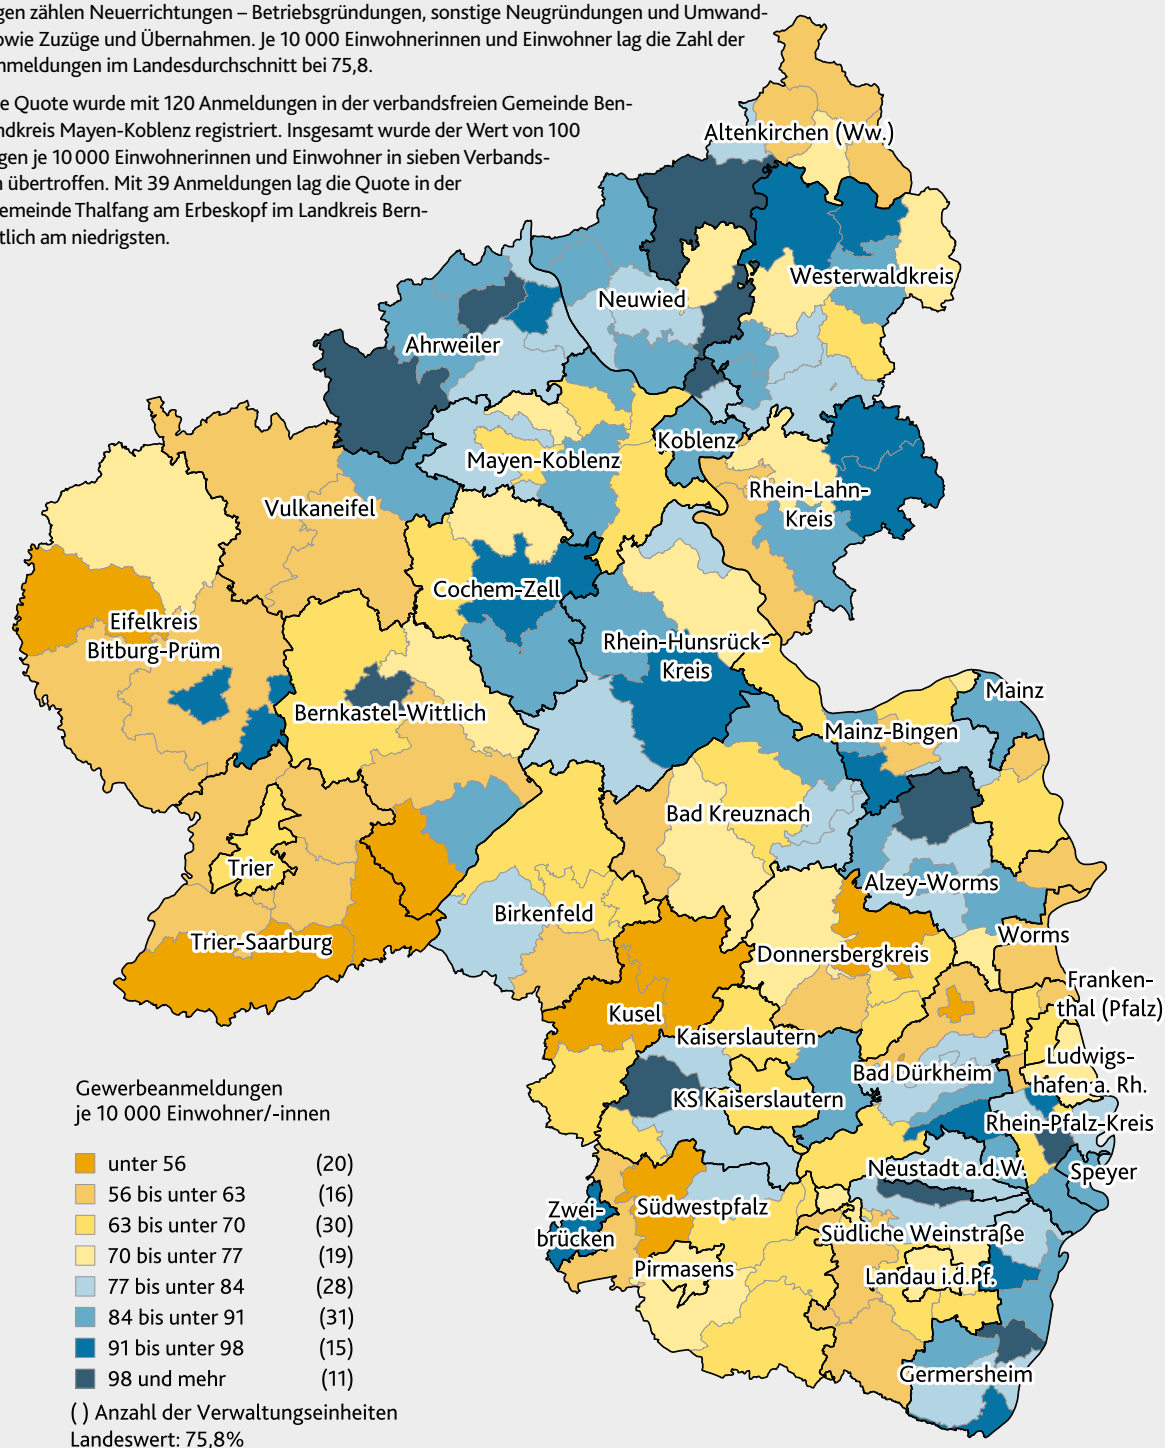 gen zählen Neuerrichtungen – Betriebsgründungen, sonstige Neugründungen und Umwand-
owie Zuzüge und Übernahmen. Je 10 000 Einwohnerinnen und Einwohner lag die Zahl der
nmeldungen im Landesdurchschnitt bei 75,8.
e Quote wurde mit 120 Anmeldungen in der verbandsfreien Gemeinde Ben-
ndkreis Mayen-Koblenz registriert. Insgesamt wurde der Wert von 100
gen je 10 000 Einwohnerinnen und Einwohner in sieben Verbands-
n übertroffen. Mit 39 Anmeldungen lag die Quote in der
emeinde Thalfang am Erbeskopf im Landkreis Bern-
tlich am niedrigsten.
Altenkirchen (Ww.)
Westerwaldkreis
Neuwied
Ahrweiler
Koblenz
Mayen-Koblenz
Rhein-Lahn-
Kreis
Vulkaneifel
Cochem-Zell
Eifelkreis
Bitburg-Prüm
Rhein-Hunsrück-
Kreis
Mainz
Bernkastel-Wittlich
Mainz-Bingen
Bad Kreuznach
Trier
Alzey-Worms
Birkenfeld
Worms
Trier-Saarburg
Donnersbergkreis
Franken-
thal (Pfalz)
Kusel
Kaiserslautern
Ludwigs-
hafen a. Rh.
Bad Dürkheim
KS Kaiserslautern
Rhein-Pfalz-Kreis
Neustadt a.d.W.
Speyer
Südwestpfalz
Zwei-
brücken
Südliche Weinstraße
Pirmasens
Landau i.d.Pf.
Germersheim
Gewerbeanmeldungen
je 10 000 Einwohner/-innen
unter 56 (20)
56 bis unter 63 (16)
63 bis unter 70 (30)
70 bis unter 77 (19)
77 bis unter 84 (28)
84 bis unter 91 (31)
91 bis unter 98 (15)
98 und mehr (11)
( ) Anzahl der Verwaltungseinheiten
Landeswert: 75,8%